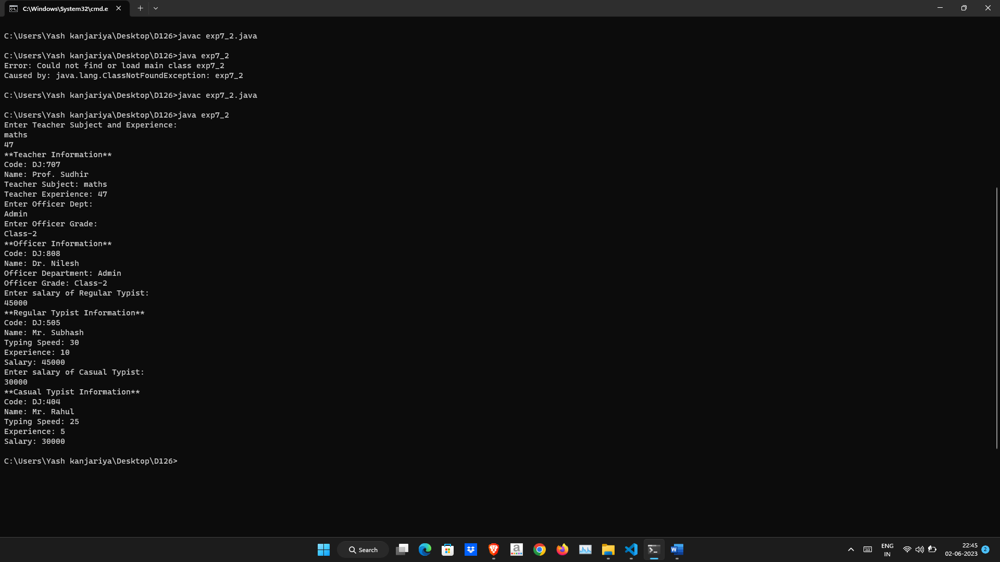 C:\Windows\System32\cmd.e
C:\Users\Yash kanjariya\Desktop\D126>javac exp7_2.java
C:\Users\Yash kanjariya\Desktop\D126>java exp7_2
Error: Could not find or load main class exp7_2
Caused by: java.lang.ClassNotFoundException: exp7_2
C:\Users\Yash kanjariya\Desktop\D126>javac exp7_2.java
C:\Users\Yash kanjariya\Desktop\D126>java exp7_2
Enter Teacher Subject and Experience:
maths
47
**Teacher Information**
Code: DJ:707
Name: Prof. Sudhir
Teacher Subject: maths
Teacher Experience: 47
Enter Officer Dept:
Admin
Enter Officer Grade:
Class-2
**Officer Information**
Code: DJ:808
Name: Dr. Nilesh
Officer Department: Admin
Officer Grade: Class-2
Enter salary of Regular Typist:
45000
**Regular Typist Information**
Code: DJ:505
Name: Mr. Subhash
Typing Speed: 30
Experience: 10
Salary: 45000
Enter salary of Casual Typist:
30000
**Casual Typist Information**
Code: DJ:404
Name: Mr. Rahul
Typing Speed: 25
Experience: 5
Salary: 30000
C:\Users\Yash kanjariya\Desktop\D126>
Search
ENG
IN
22:45
02-06-2023
2